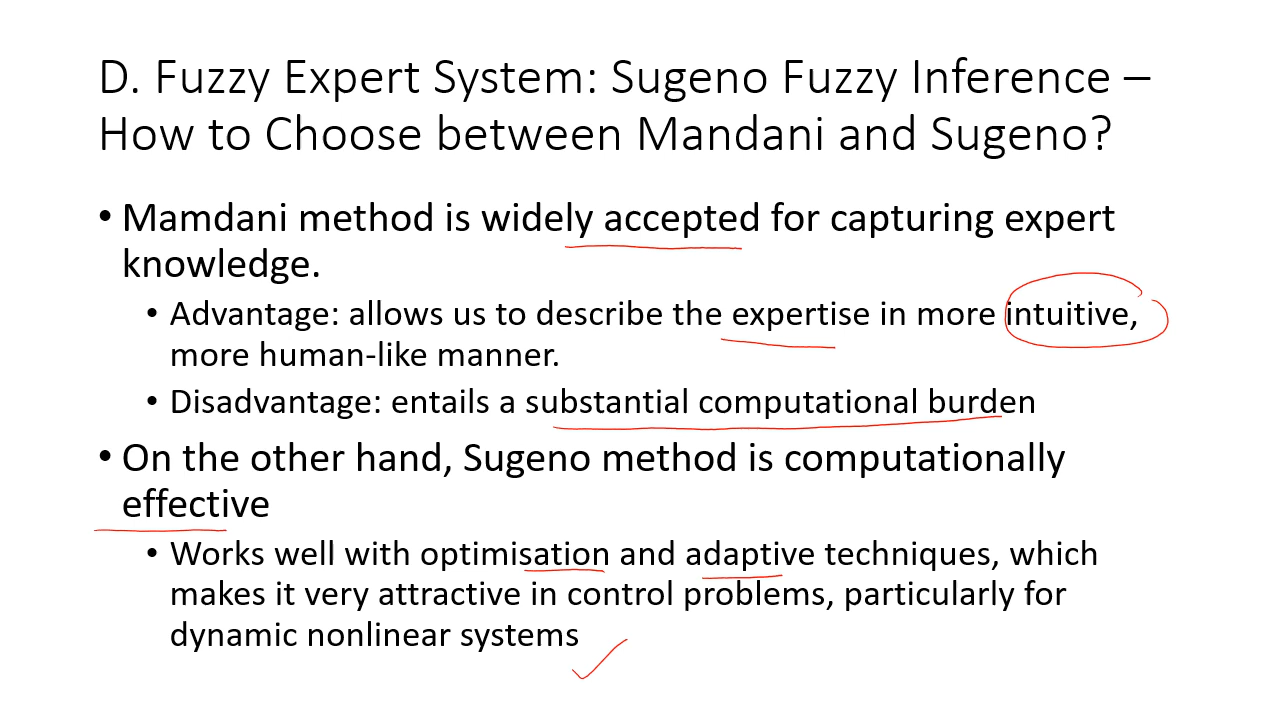 D. Fuzzy Expert System: Sugeno Fuzzy Inference –
How to Choose between Mandani and Sugeno?
• Mamdani method is widely accepted for capturing expert
knowledge.
• Advantage: allows us to describe the expertise in more intuitive,
more human-like manner.
• Disadvantage: entails a substantial computational burden
• On the other hand, Sugeno method is computationally
effective
• Works well with optimisation and adaptive techniques, which
makes it very attractive in control problems, particularly for
dynamic nonlinear systems